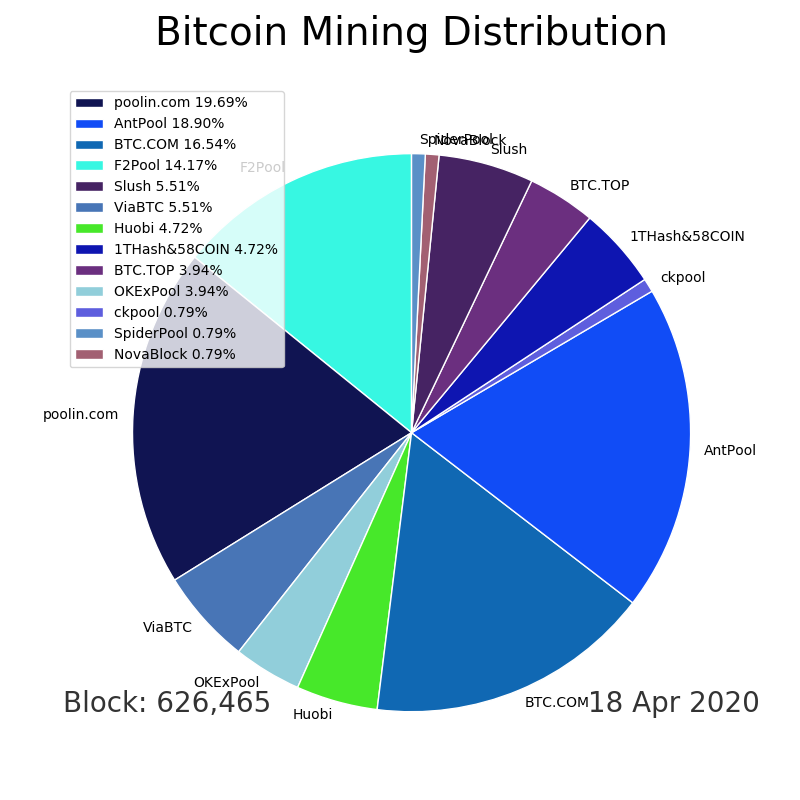 Bitcoin Mining Distribution
poolin.com 19.69%
AntPool 18.90%
BTC.COM 16.54%
F2Pool 14.17%
Slush 5.51%
ViaBTC 5.51%
Huobi 4.72%
1THash&58COIN 4.72%
BTC.TOP 3.94%
OKExPool 3.94%
ckpool 0.79%
SpiderPool 0.79%
NovaBlock 0.79%
SpiderPool
NovaBlock
Slush
F2Pool
BTC.TOP
1THash&58COIN
ckpool
poolin.com
AntPool
ViaBTC
OKExPool
Huobi
BTC.COM
Block: 626,465
18 Apr 2020